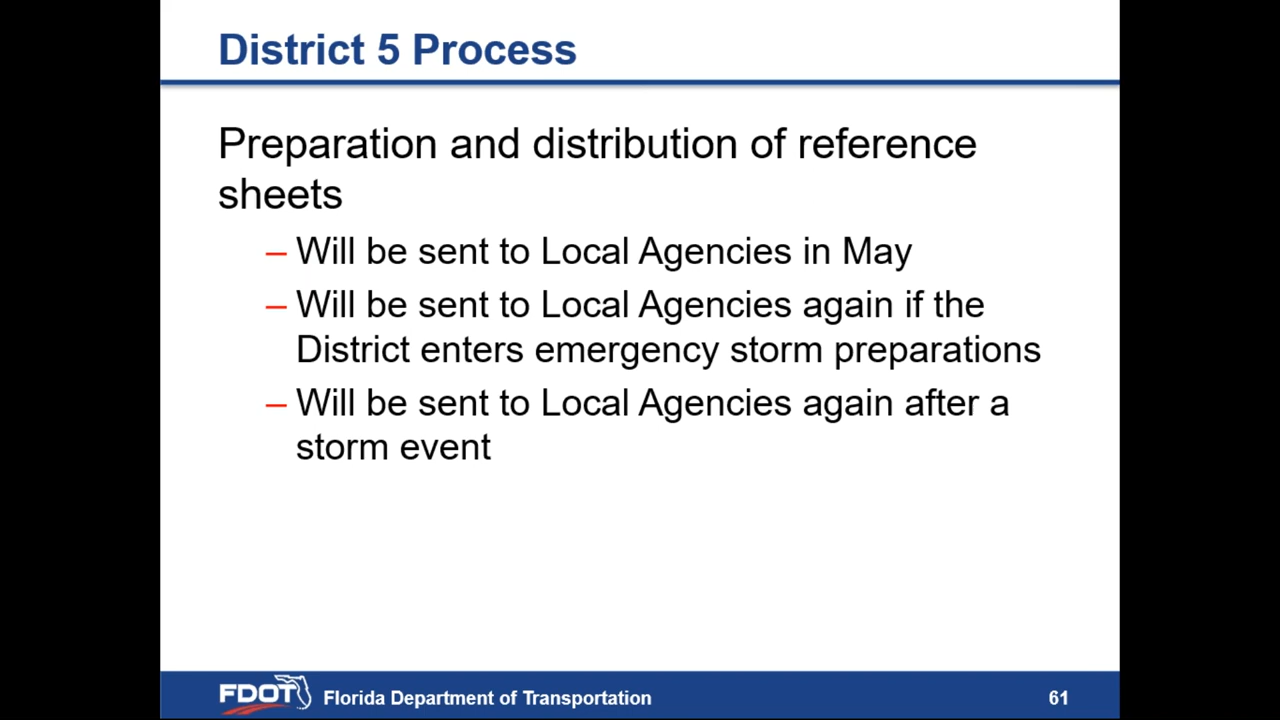 District 5 Process
Preparation and distribution of reference
sheets
– Will be sent to Local Agencies in May
– Will be sent to Local Agencies again if the
District enters emergency storm preparations
– Will be sent to Local Agencies again after a
storm event
FDOT Florida Department of Transportation 61